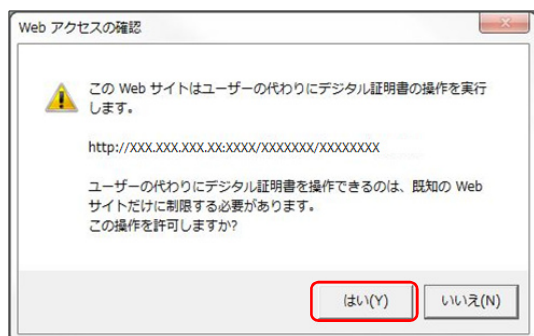 Web アクセスの確認
この Web サイトはユーザーの代わりにデジタル証明書の操作を実行
します。
http://XXX.XXX.XXX.XX:XXXX/XXXXXXX/XXXXXXXX
ユーザーの代わりにデジタル証明書を操作できるのは、既知の Web
サイトだけに制限する必要があります。
この操作を許可しますか?
はい(Y) いいえ(N)